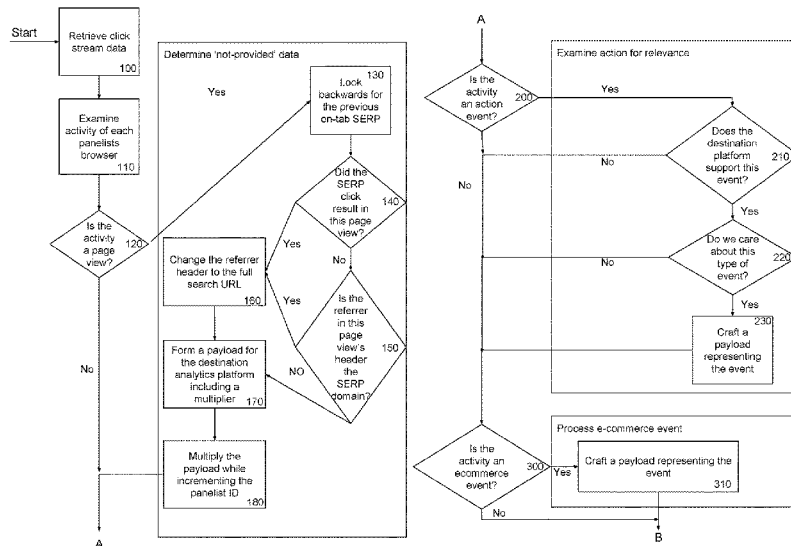 Start
Retrieve click
stream data
100
Examine
activity of each
panelists
browser
110
Is the
activity
a page
view?
120
No
A
Determine 'not-provided' data
Yes
130
Look
backwards for
the previous
on-tab SERP
Did the
SERP
click
result in
this page
view?
140
Yes
No
Change the referrer
header to the full
search URL
160
Yes
Is the
referrer
in this
page
view's
header
the SERP
domain?
150
NO
Form a payload for
the destination
analytics platform
including a
multiplier
170
Multiply the
payload while
incrementing the
panelist ID
180
A
Is the
activity
an action
event?
200
Yes
No
Examine action for relevance
Does the
destination
platform
support this
event?
210
No
Yes
Do we care
about this
type of
event?
220
No
Yes
230
Craft a
payload
representing
the event
Is the
activity an
ecommerce
event?
300
Yes
No
Process e-commerce event
Craft a payload representing the
event
310
B